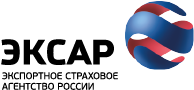 ЭКСАР
ЭКСПОРТНОЕ СТРАХОВОЕ
АГЕНТСТВО РОССИИ